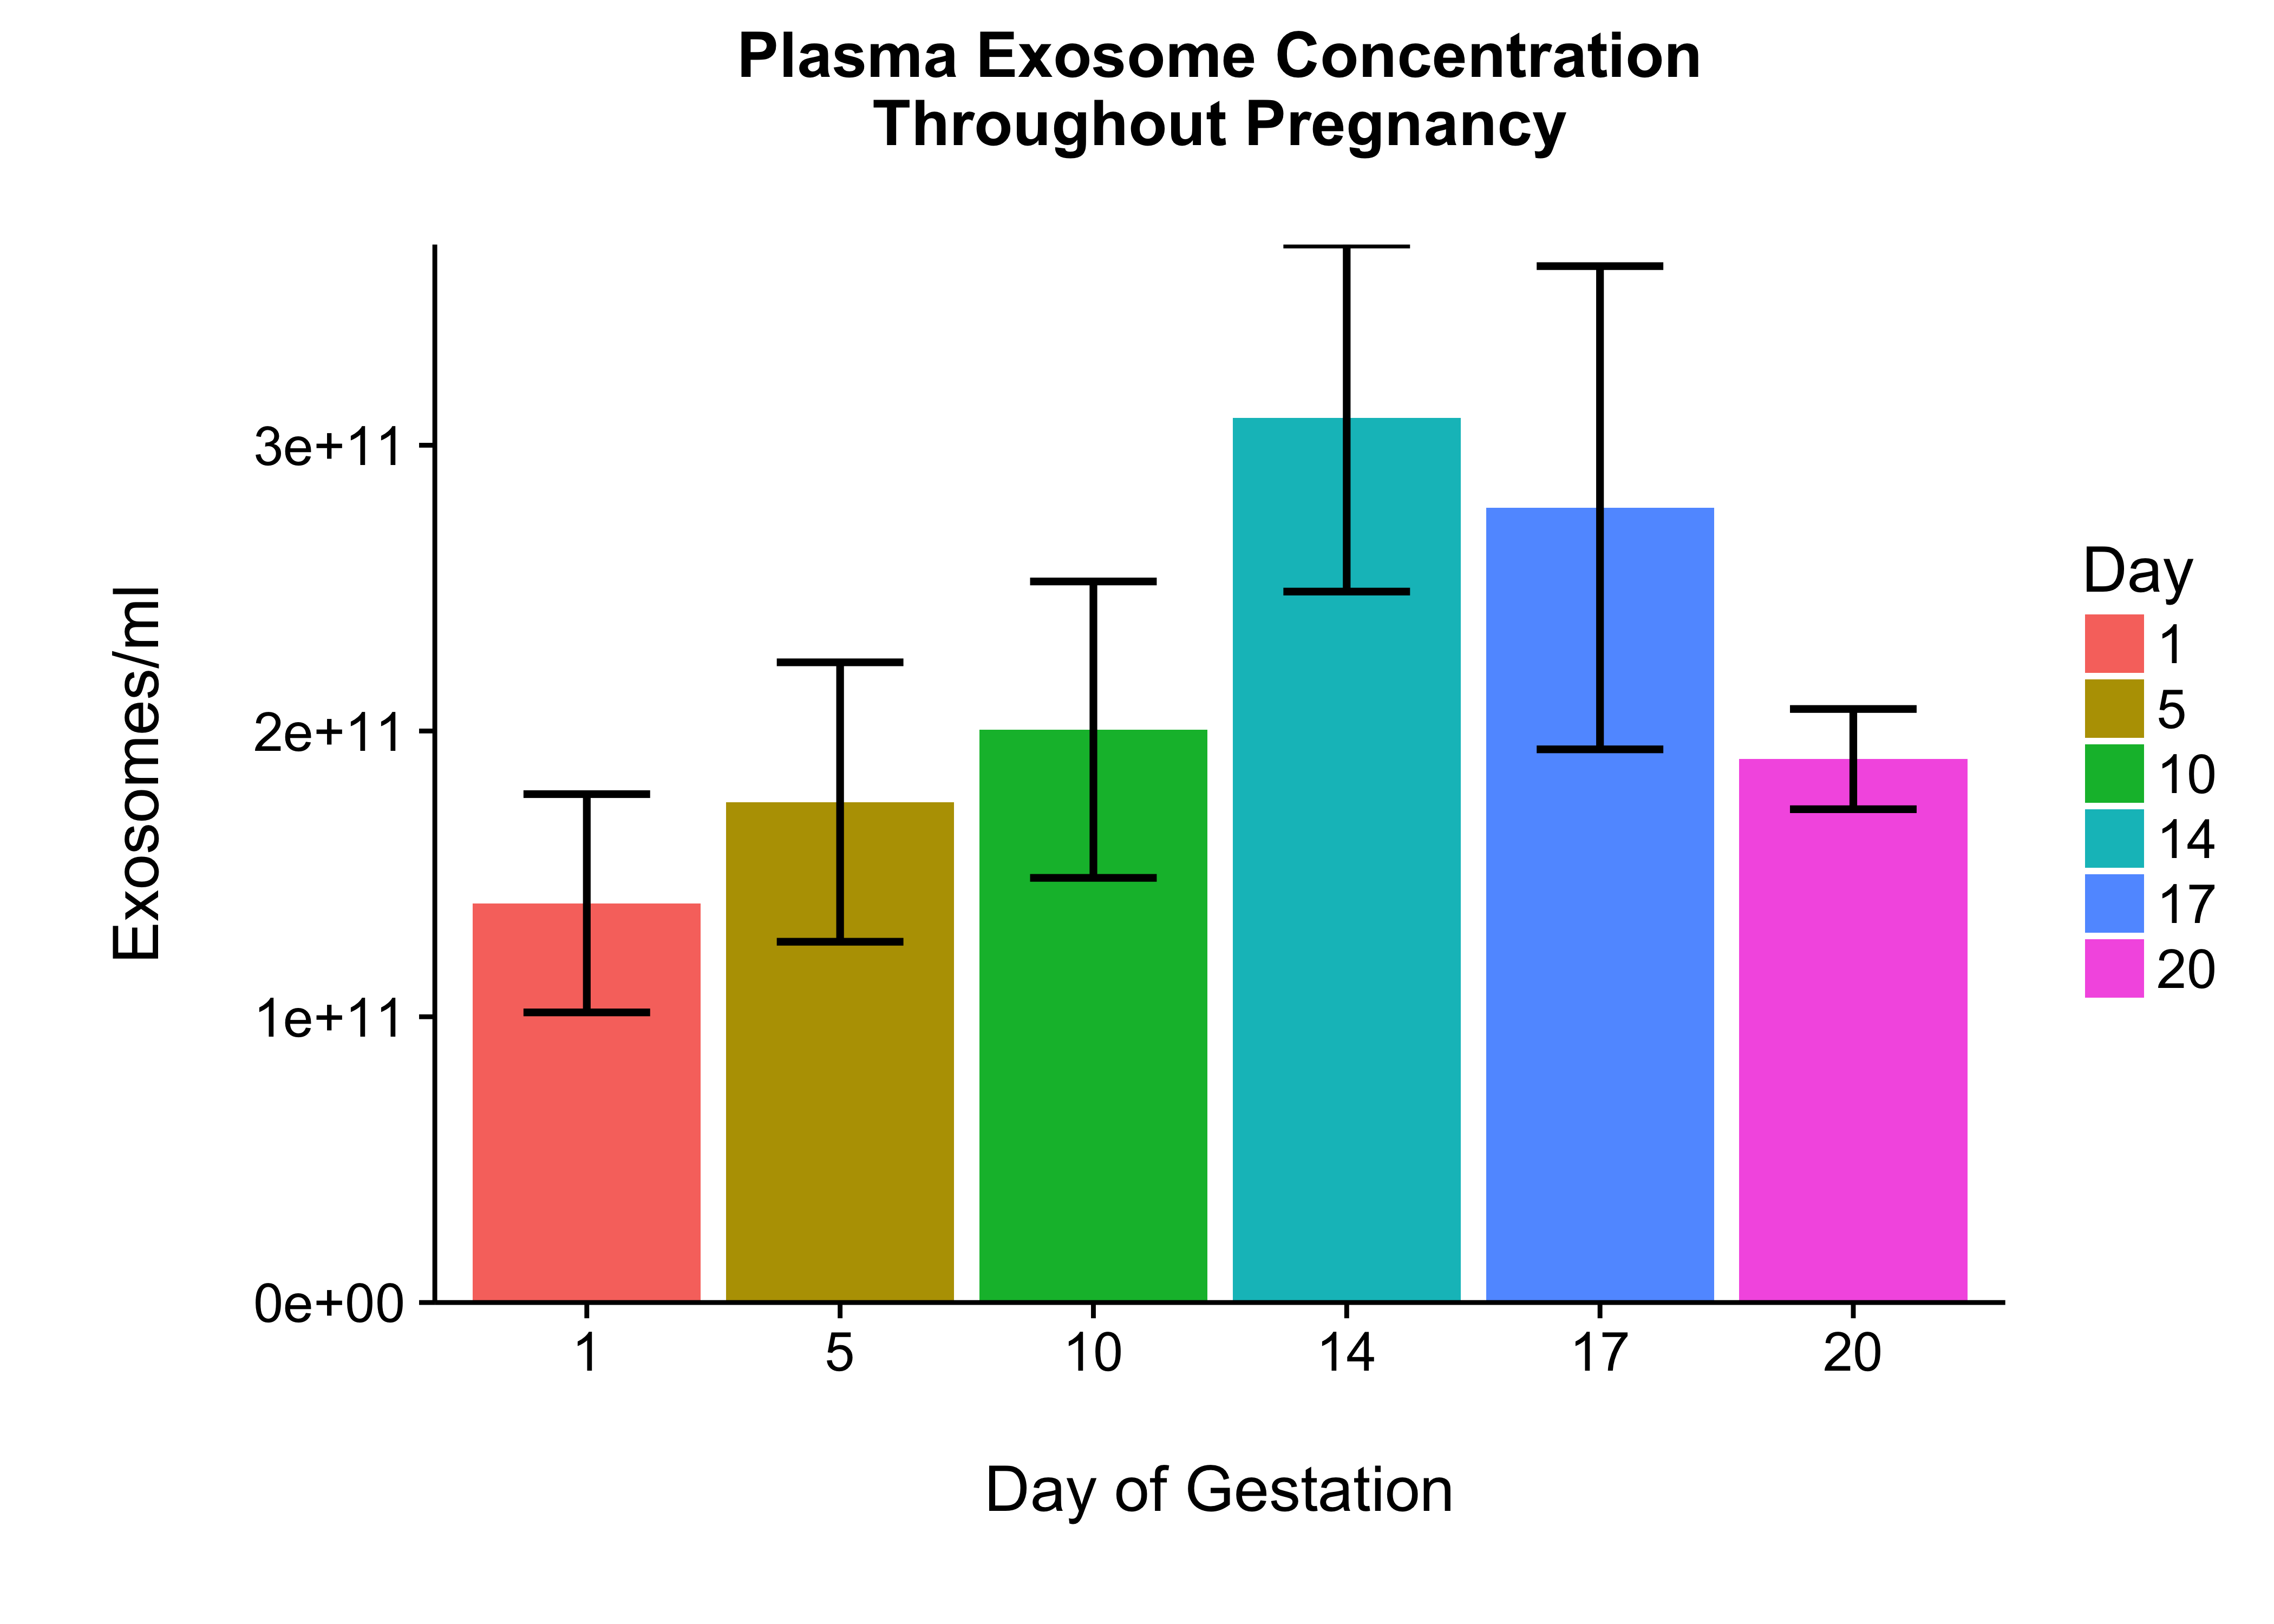 Plasma Exosome Concentration
Throughout Pregnancy
Exosomes/ml
3e+11
2e+11
1e+11
0e+00
1
5
10
14
17
20
Day of Gestation
Day
1
5
10
14
17
20